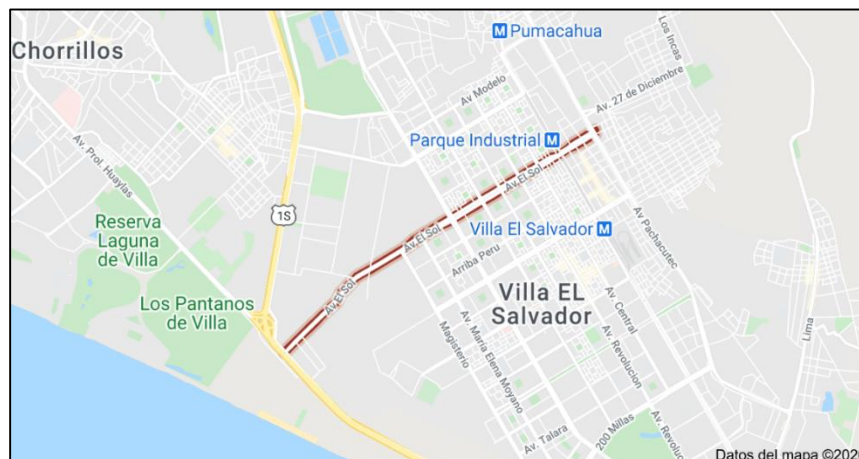 Chorrillos
M Pumacahua
Los Incas
Av. 27 de Diciembre
Av Modelo
Parque Industrial M
Av. Prol. Huaylas
Av. El Sol
1S
Reserva
Laguna
de Villa
Av. El Sol
Villa El Salvador M
Av Pachacutec
Arriba Peru
Los Pantanos
de Villa
Av. El Sol
Villa EL
Salvador
Av. Central
Lima
Magisterio
Av. María Elena Moyano
Av. Revolucion
Av. Talara
200 Millas
Av. Revoluc
Datos del mapa ©2020